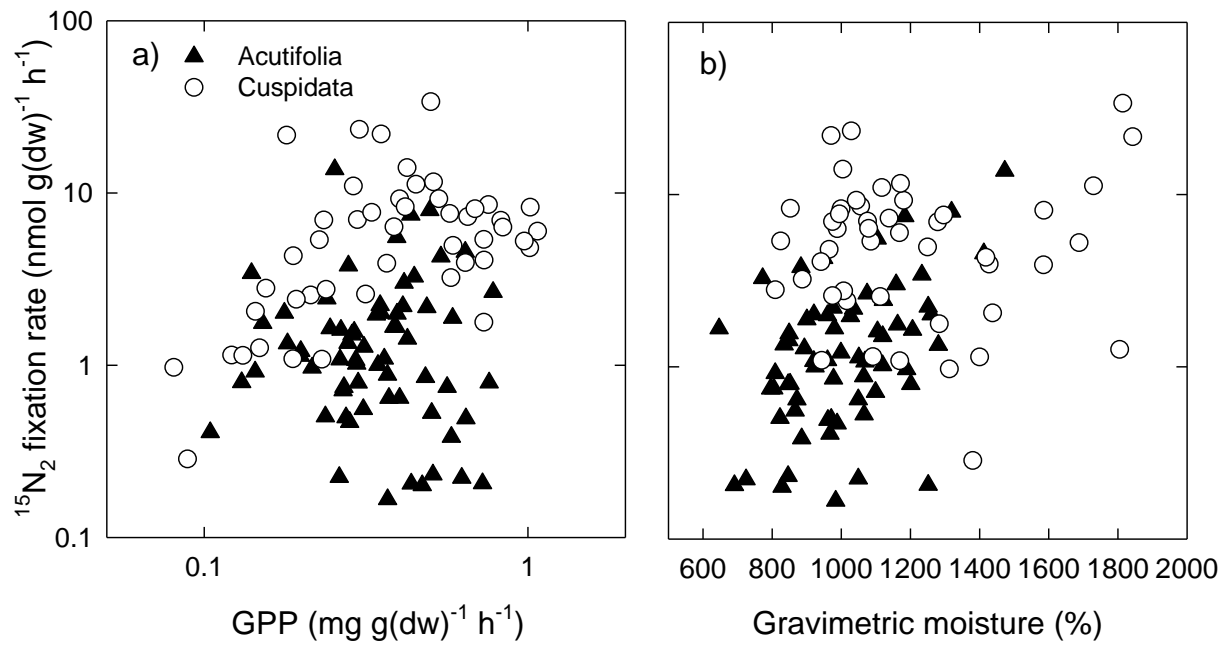 100
10
1
0.1
¹⁵N₂ fixation rate (nmol g(dw)⁻¹ h⁻¹)
a)
Acutifolia
Cuspidata
0.1 1
GPP (mg g(dw)⁻¹ h⁻¹)
b)
600 800 1000 1200 1400 1600 1800 2000
Gravimetric moisture (%)